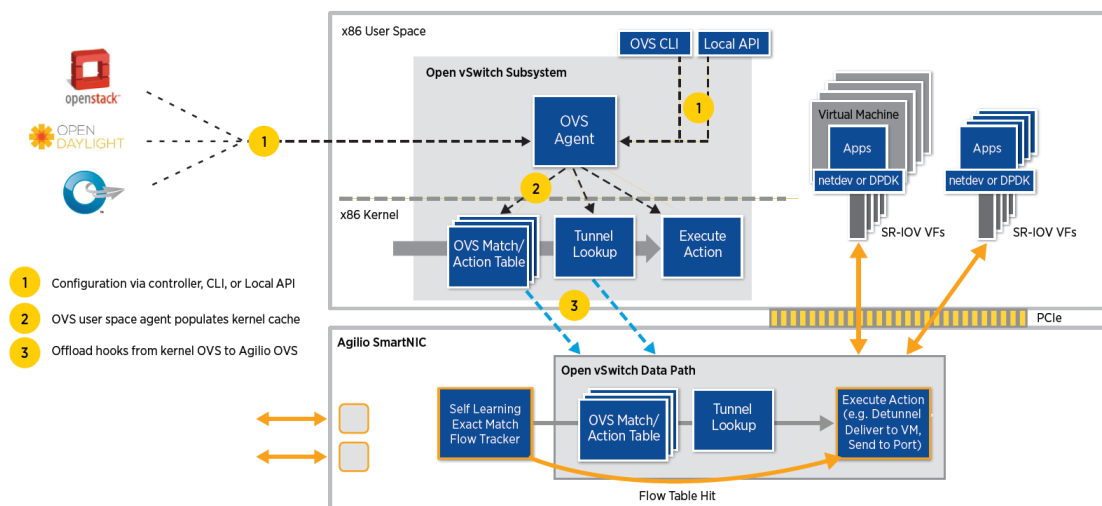 x86 User Space
OVS CLI
Local API
openstack™
Open vSwitch Subsystem
1
OPEN
DAYLIGHT
OVS
Agent
1
Virtual Machine
Apps
Apps
2
netdev or DPDK
netdev or DPDK
x86 Kernel
SR-IOV VFs
SR-IOV VFs
OVS Match/
Action Table
Tunnel
Lookup
Execute
Action
1 Configuration via controller, CLI, or Local API
2 OVS user space agent populates kernel cache
3 Offload hooks from kernel OVS to Agilio OVS
3
PCIe
Agilio SmartNIC
Open vSwitch Data Path
Self Learning
Exact Match
Flow Tracker
OVS Match/
Action Table
Tunnel
Lookup
Execute Action
(e.g. Detunnel
Deliver to VM,
Send to Port)
Flow Table Hit